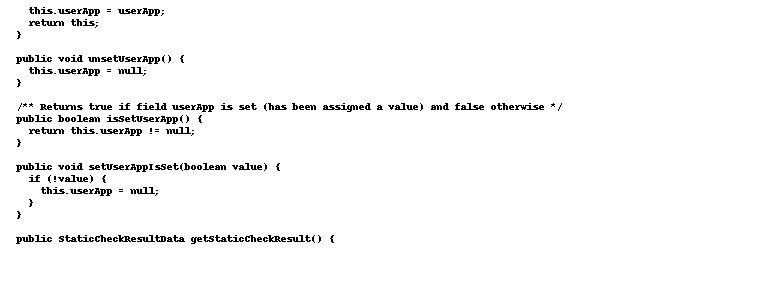 this.userApp = userApp;
    return this;
  }

  public void unsetUserApp() {
    this.userApp = null;
  }

  /** Returns true if field userApp is set (has been assigned a value) and false otherwise */
  public boolean isSetUserApp() {
    return this.userApp != null;
  }

  public void setUserAppIsSet(boolean value) {
    if (!value) {
      this.userApp = null;
    }
  }

  public StaticCheckResultData getStaticCheckResult() {